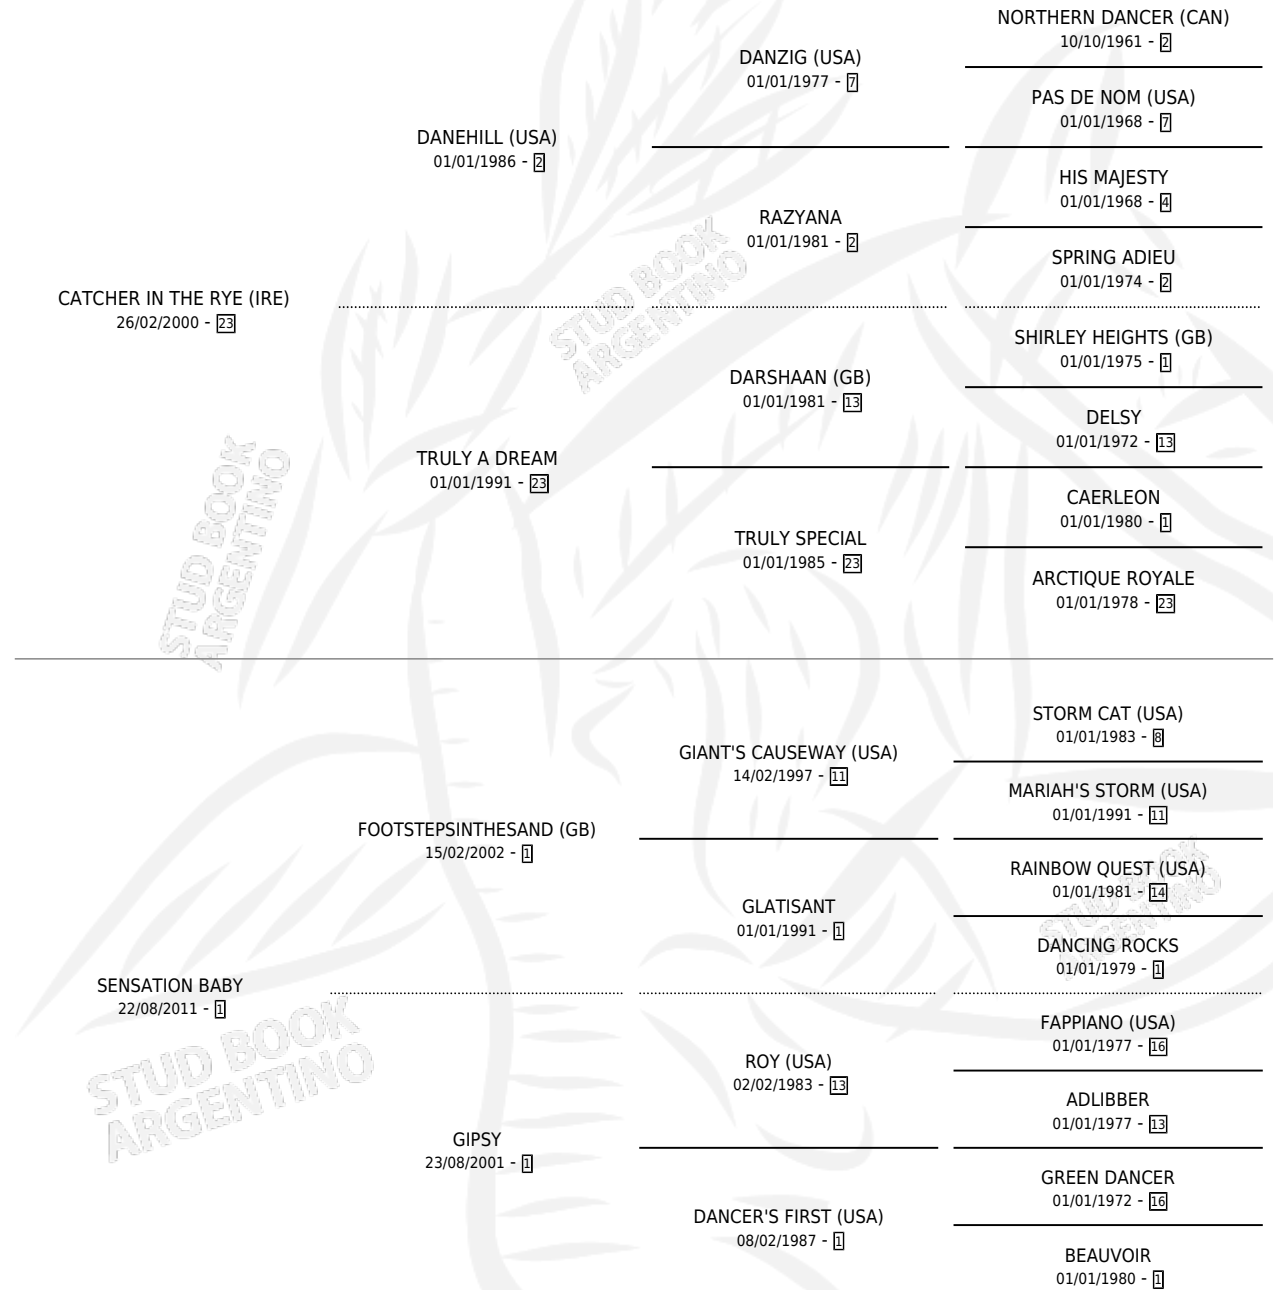 NORTHERN DANCER (CAN)
10/10/1961 - 2
DANZIG (USA)
01/01/1977 - 7
PAS DE NOM (USA)
01/01/1968 - 7
DANEHILL (USA)
01/01/1986 - 2
HIS MAJESTY
01/01/1968 - 4
RAZYANA
01/01/1981 - 2
SPRING ADIEU
01/01/1974 - 2
CATCHER IN THE RYE (IRE)
26/02/2000 - 23
SHIRLEY HEIGHTS (GB)
01/01/1975 - 1
DARSHAAN (GB)
01/01/1981 - 13
DELSY
01/01/1972 - 13
TRULY A DREAM
01/01/1991 - 23
CAERLEON
01/01/1980 - 1
TRULY SPECIAL
01/01/1985 - 23
ARCTIQUE ROYALE
01/01/1978 - 23
STORM CAT (USA)
01/01/1983 - 8
GIANT'S CAUSEWAY (USA)
14/02/1997 - 11
MARIAH'S STORM (USA)
01/01/1991 - 11
FOOTSTEPSINTHESAND (GB)
15/02/2002 - 1
RAINBOW QUEST (USA)
01/01/1981 - 14
GLATISANT
01/01/1991 - 1
DANCING ROCKS
01/01/1979 - 1
SENSATION BABY
22/08/2011 - 1
FAPPIANO (USA)
01/01/1977 - 16
ROY (USA)
02/02/1983 - 13
ADLIBBER
01/01/1977 - 13
GIPSY
23/08/2001 - 1
GREEN DANCER
01/01/1972 - 16
DANCER'S FIRST (USA)
08/02/1987 - 1
BEAUVOIR
01/01/1980 - 1
STUD BOOK
ARGENTINO
STUD BOOK
ARGENTINO
STUD BOOK
ARGENTINO
STUD BOOK
ARGENTINO